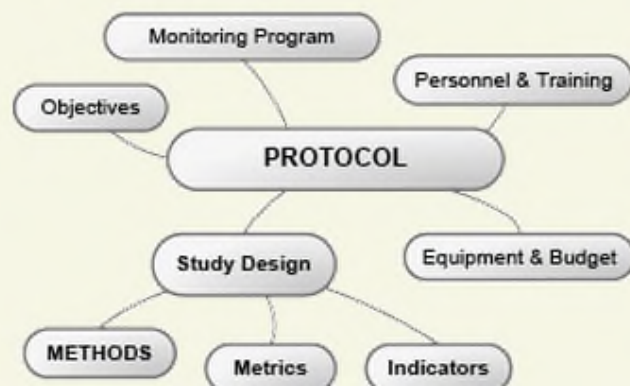 Monitoring Program
Personnel & Training
Objectives
PROTOCOL
Study Design
Equipment & Budget
METHODS
Metrics
Indicators